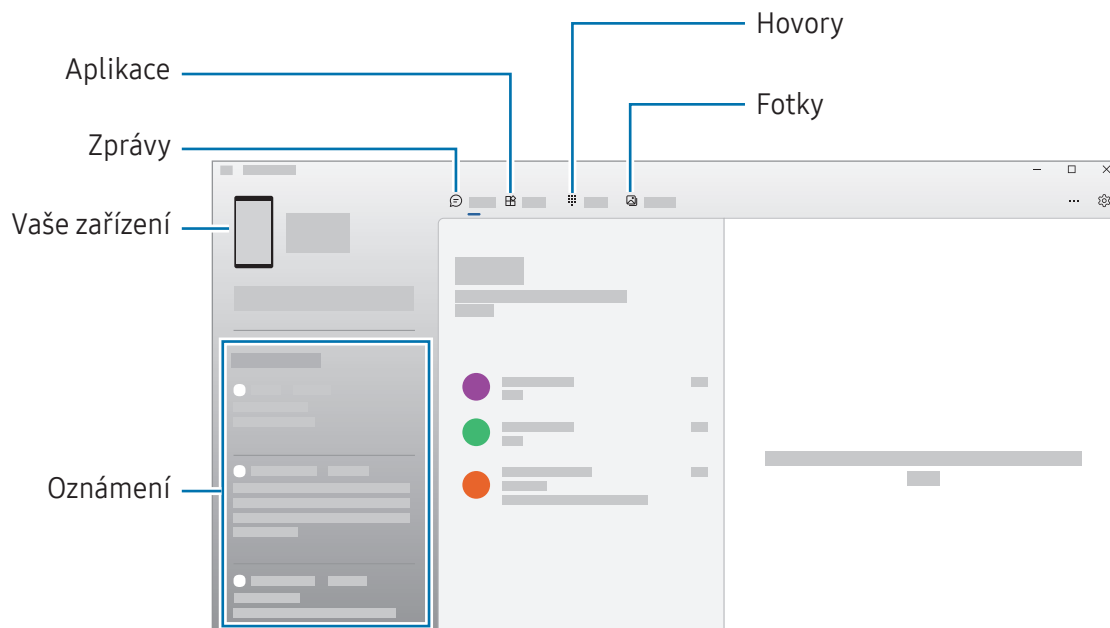 Hovory
Aplikace
Fotky
Zprávy
Vaše zařízení
Oznámení